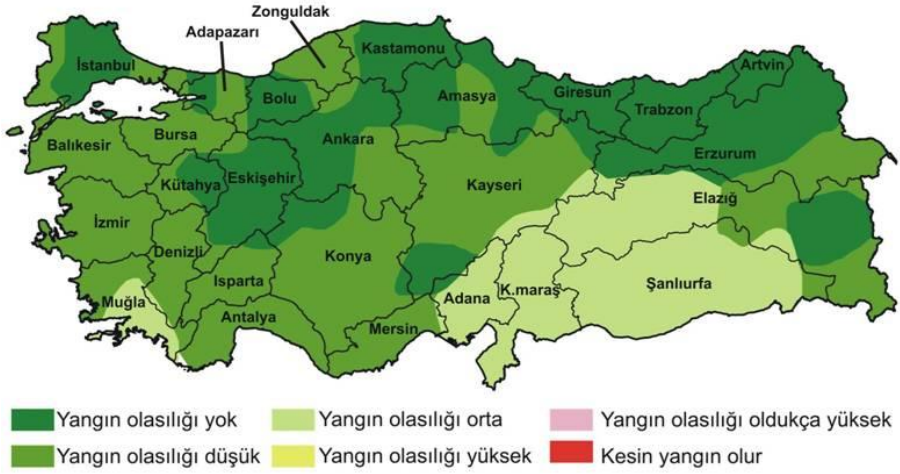 Zonguldak
Adapazarı
Kastamonu
İstanbul
Artvin
Bolu
Amasya
Giresun
Trabzon
Bursa
Ankara
Balıkesir
Erzurum
Kütahya
Eskişehir
Kayseri
Elazığ
İzmir
Denizli
Konya
Isparta
Şanlıurfa
Muğla
Adana
K.maraş
Antalya
Mersin
Yangın olasılığı yok
Yangın olasılığı orta
Yangın olasılığı oldukça yüksek
Yangın olasılığı düşük
Yangın olasılığı yüksek
Kesin yangın olur